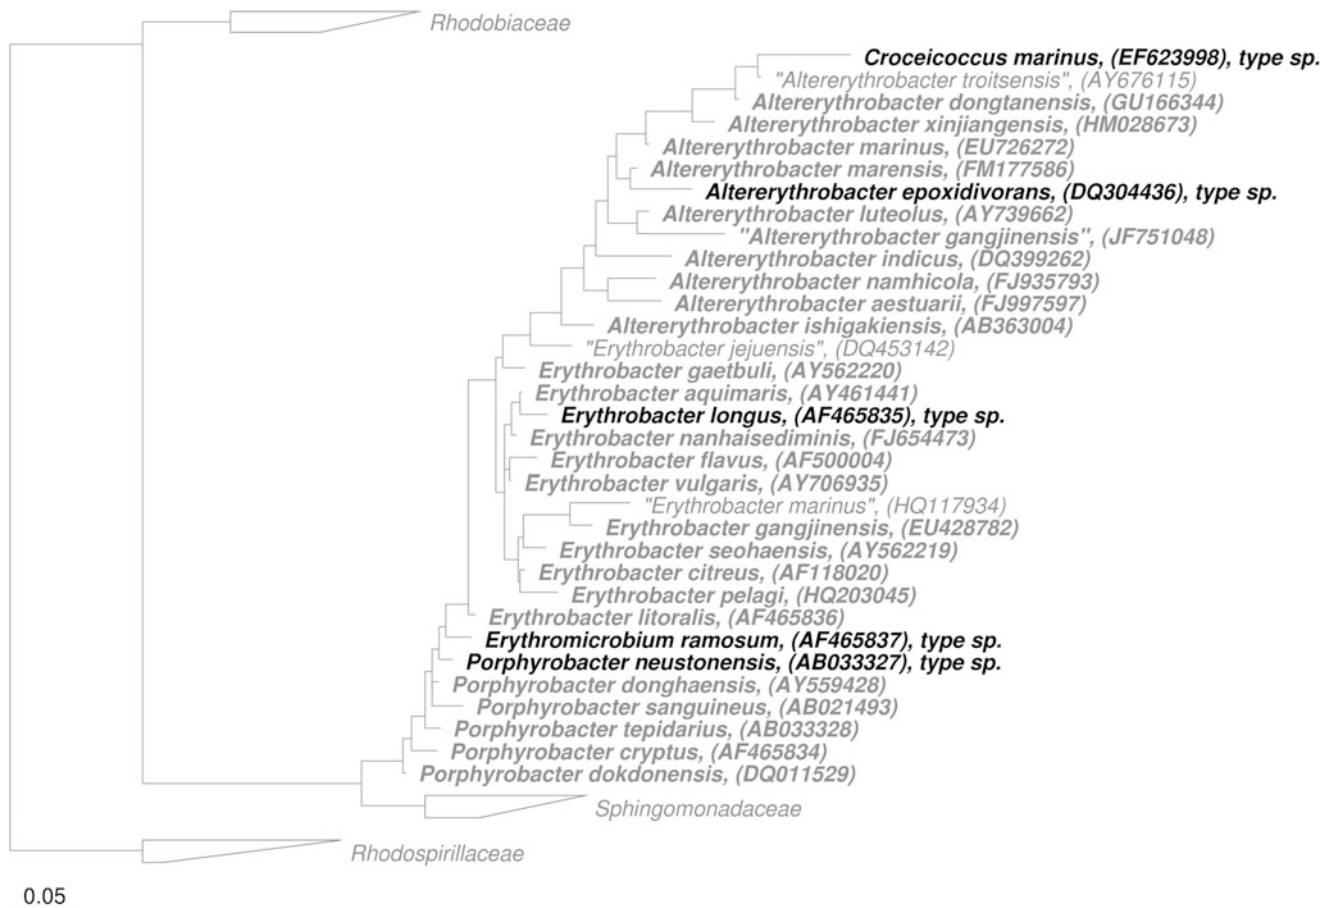 Rhodobiaceae
Croceicoccus marinus, (EF623998), type sp.
"Altererythrobacter troitsensis", (AY676115)
Altererythrobacter dongtanensis, (GU166344)
Altererythrobacter xinjiangensis, (HM028673)
Altererythrobacter marinus, (EU726272)
Altererythrobacter marensis, (FM177586)
Altererythrobacter epoxidivorans, (DQ304436), type sp.
Altererythrobacter luteolus, (AY739662)
"Altererythrobacter gangjinensis", (JF751048)
Altererythrobacter indicus, (DQ399262)
Altererythrobacter namhicola, (FJ935793)
Altererythrobacter aestuarii, (FJ997597)
Altererythrobacter ishigakiensis, (AB363004)
"Erythrobacter jejuensis", (DQ453142)
Erythrobacter gaetbuli, (AY562220)
Erythrobacter aquimaris, (AY461441)
Erythrobacter longus, (AF465835), type sp.
Erythrobacter nanhaisediminis, (FJ654473)
Erythrobacter flavus, (AF500004)
Erythrobacter vulgaris, (AY706935)
"Erythrobacter marinus", (HQ117934)
Erythrobacter gangjinensis, (EU428782)
Erythrobacter seohaensis, (AY562219)
Erythrobacter citreus, (AF118020)
Erythrobacter pelagi, (HQ203045)
Erythrobacter litoralis, (AF465836)
Erythromicrobium ramosum, (AF465837), type sp.
Porphyrobacter neustonensis, (AB033327), type sp.
Porphyrobacter donghaensis, (AY559428)
Porphyrobacter sanguineus, (AB021493)
Porphyrobacter tepidarius, (AB033328)
Porphyrobacter cryptus, (AF465834)
Porphyrobacter dokdonensis, (DQ011529)
Sphingomonadaceae
Rhodospirillaceae
0.05